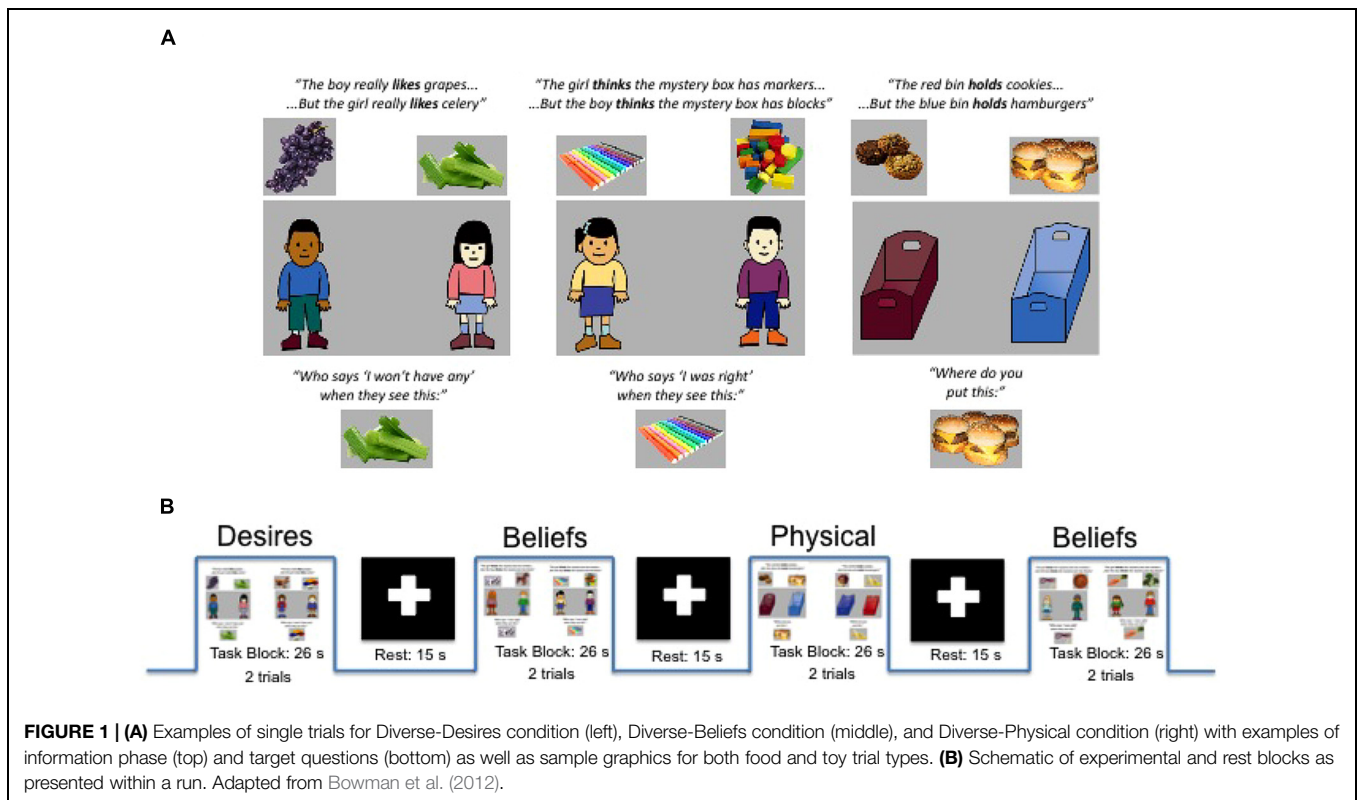 A
"The boy really likes grapes...
...But the girl really likes celery"
"The girl thinks the mystery box has markers...
...But the boy thinks the mystery box has blocks"
"The red bin holds cookies...
...But the blue bin holds hamburgers"
"Who says 'I won't have any'
when they see this:"
"Who says 'I was right'
when they see this:"
"Where do you
put this:"
B
Desires
Beliefs
Physical
Beliefs
Task Block: 26 s
2 trials
Rest: 15 s
Task Block: 26 s
2 trials
Rest: 15 s
Task Block: 26 s
2 trials
Rest: 15 s
Task Block: 26 s
2 trials
FIGURE 1 | (A) Examples of single trials for Diverse-Desires condition (left), Diverse-Beliefs condition (middle), and Diverse-Physical condition (right) with examples of
information phase (top) and target questions (bottom) as well as sample graphics for both food and toy trial types. (B) Schematic of experimental and rest blocks as
presented within a run. Adapted from Bowman et al. (2012).